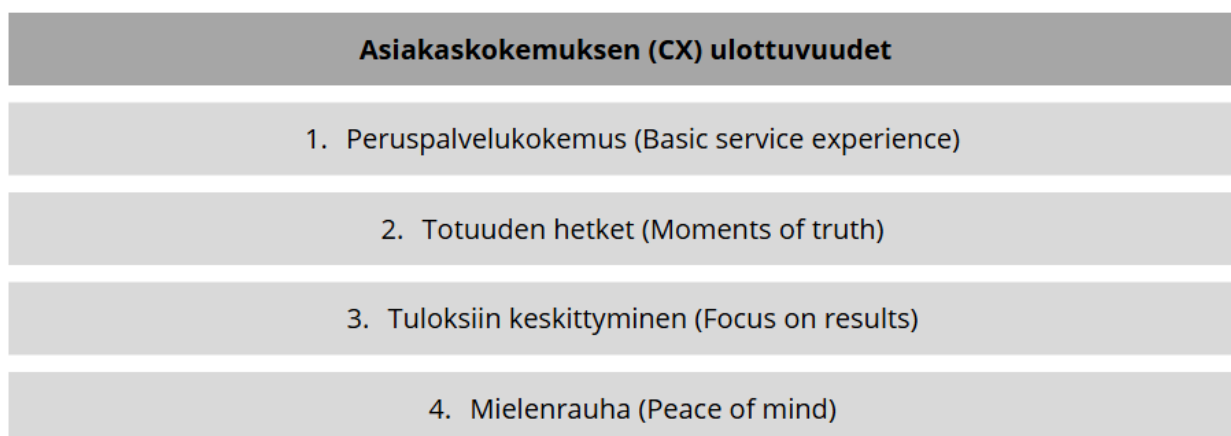 Asiakaskokemuksen (CX) ulottuvuudet
1. Peruspalvelukokemus (Basic service experience)
2. Totuuden hetket (Moments of truth)
3. Tuloksiin keskittyminen (Focus on results)
4. Mielenrauha (Peace of mind)